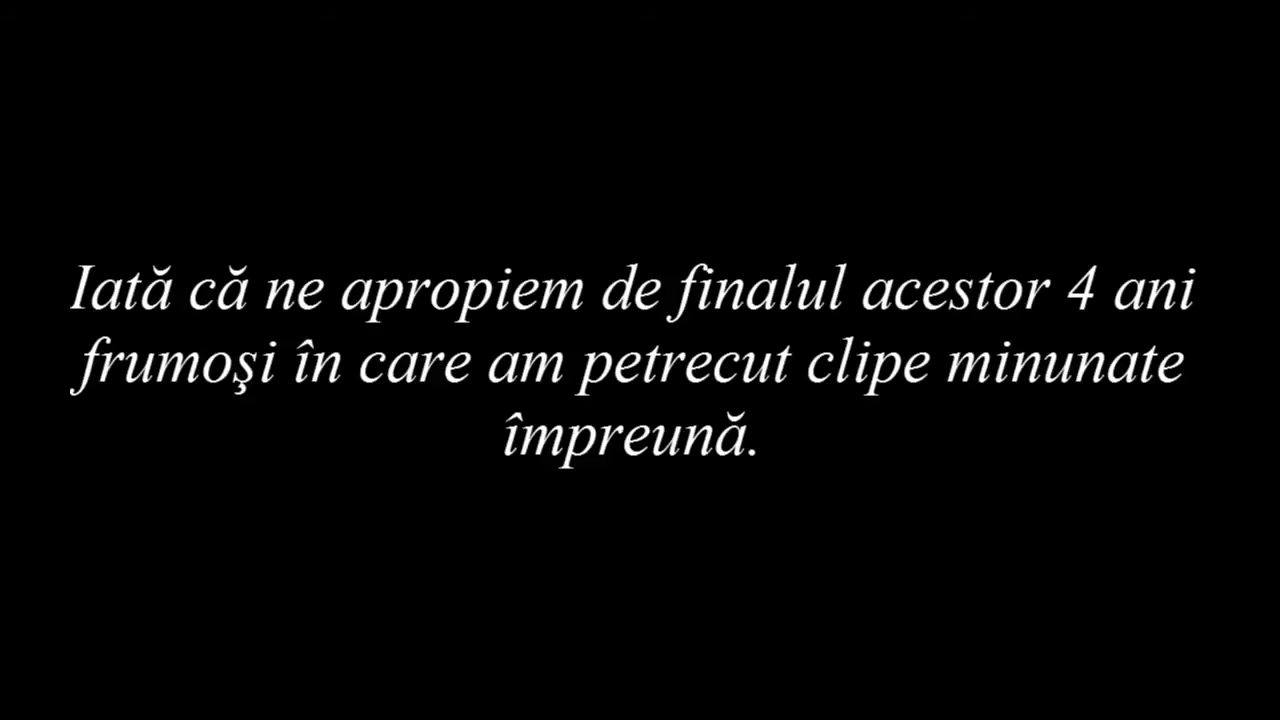 Iată că ne apropiem de finalul acestor 4 ani
frumoşi în care am petrecut clipe minunate
împreună.